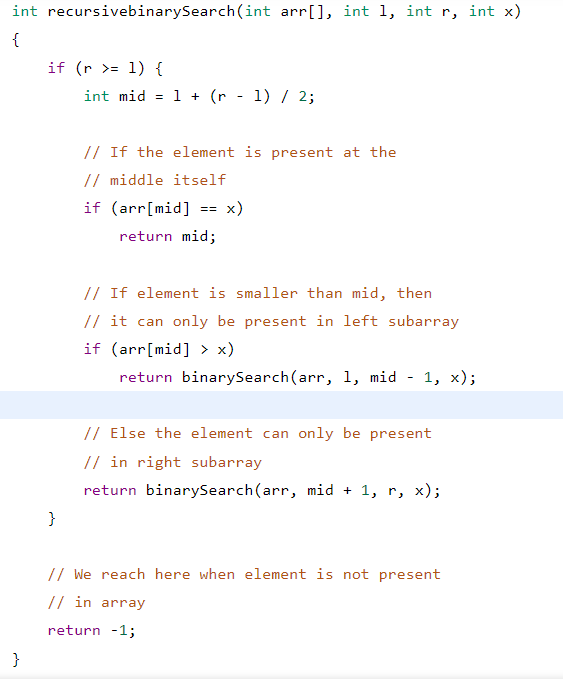 int recursivebinarySearch(int arr[], int l, int r, int x)
{
    if (r >= l) {
        int mid = l + (r - l) / 2;
        // If the element is present at the
        // middle itself
        if (arr[mid] == x)
            return mid;
        // If element is smaller than mid, then
        // it can only be present in left subarray
        if (arr[mid] > x)
            return binarySearch(arr, l, mid - 1, x);
        // Else the element can only be present
        // in right subarray
        return binarySearch(arr, mid + 1, r, x);
    }
    // We reach here when element is not present
    // in array
    return -1;
}